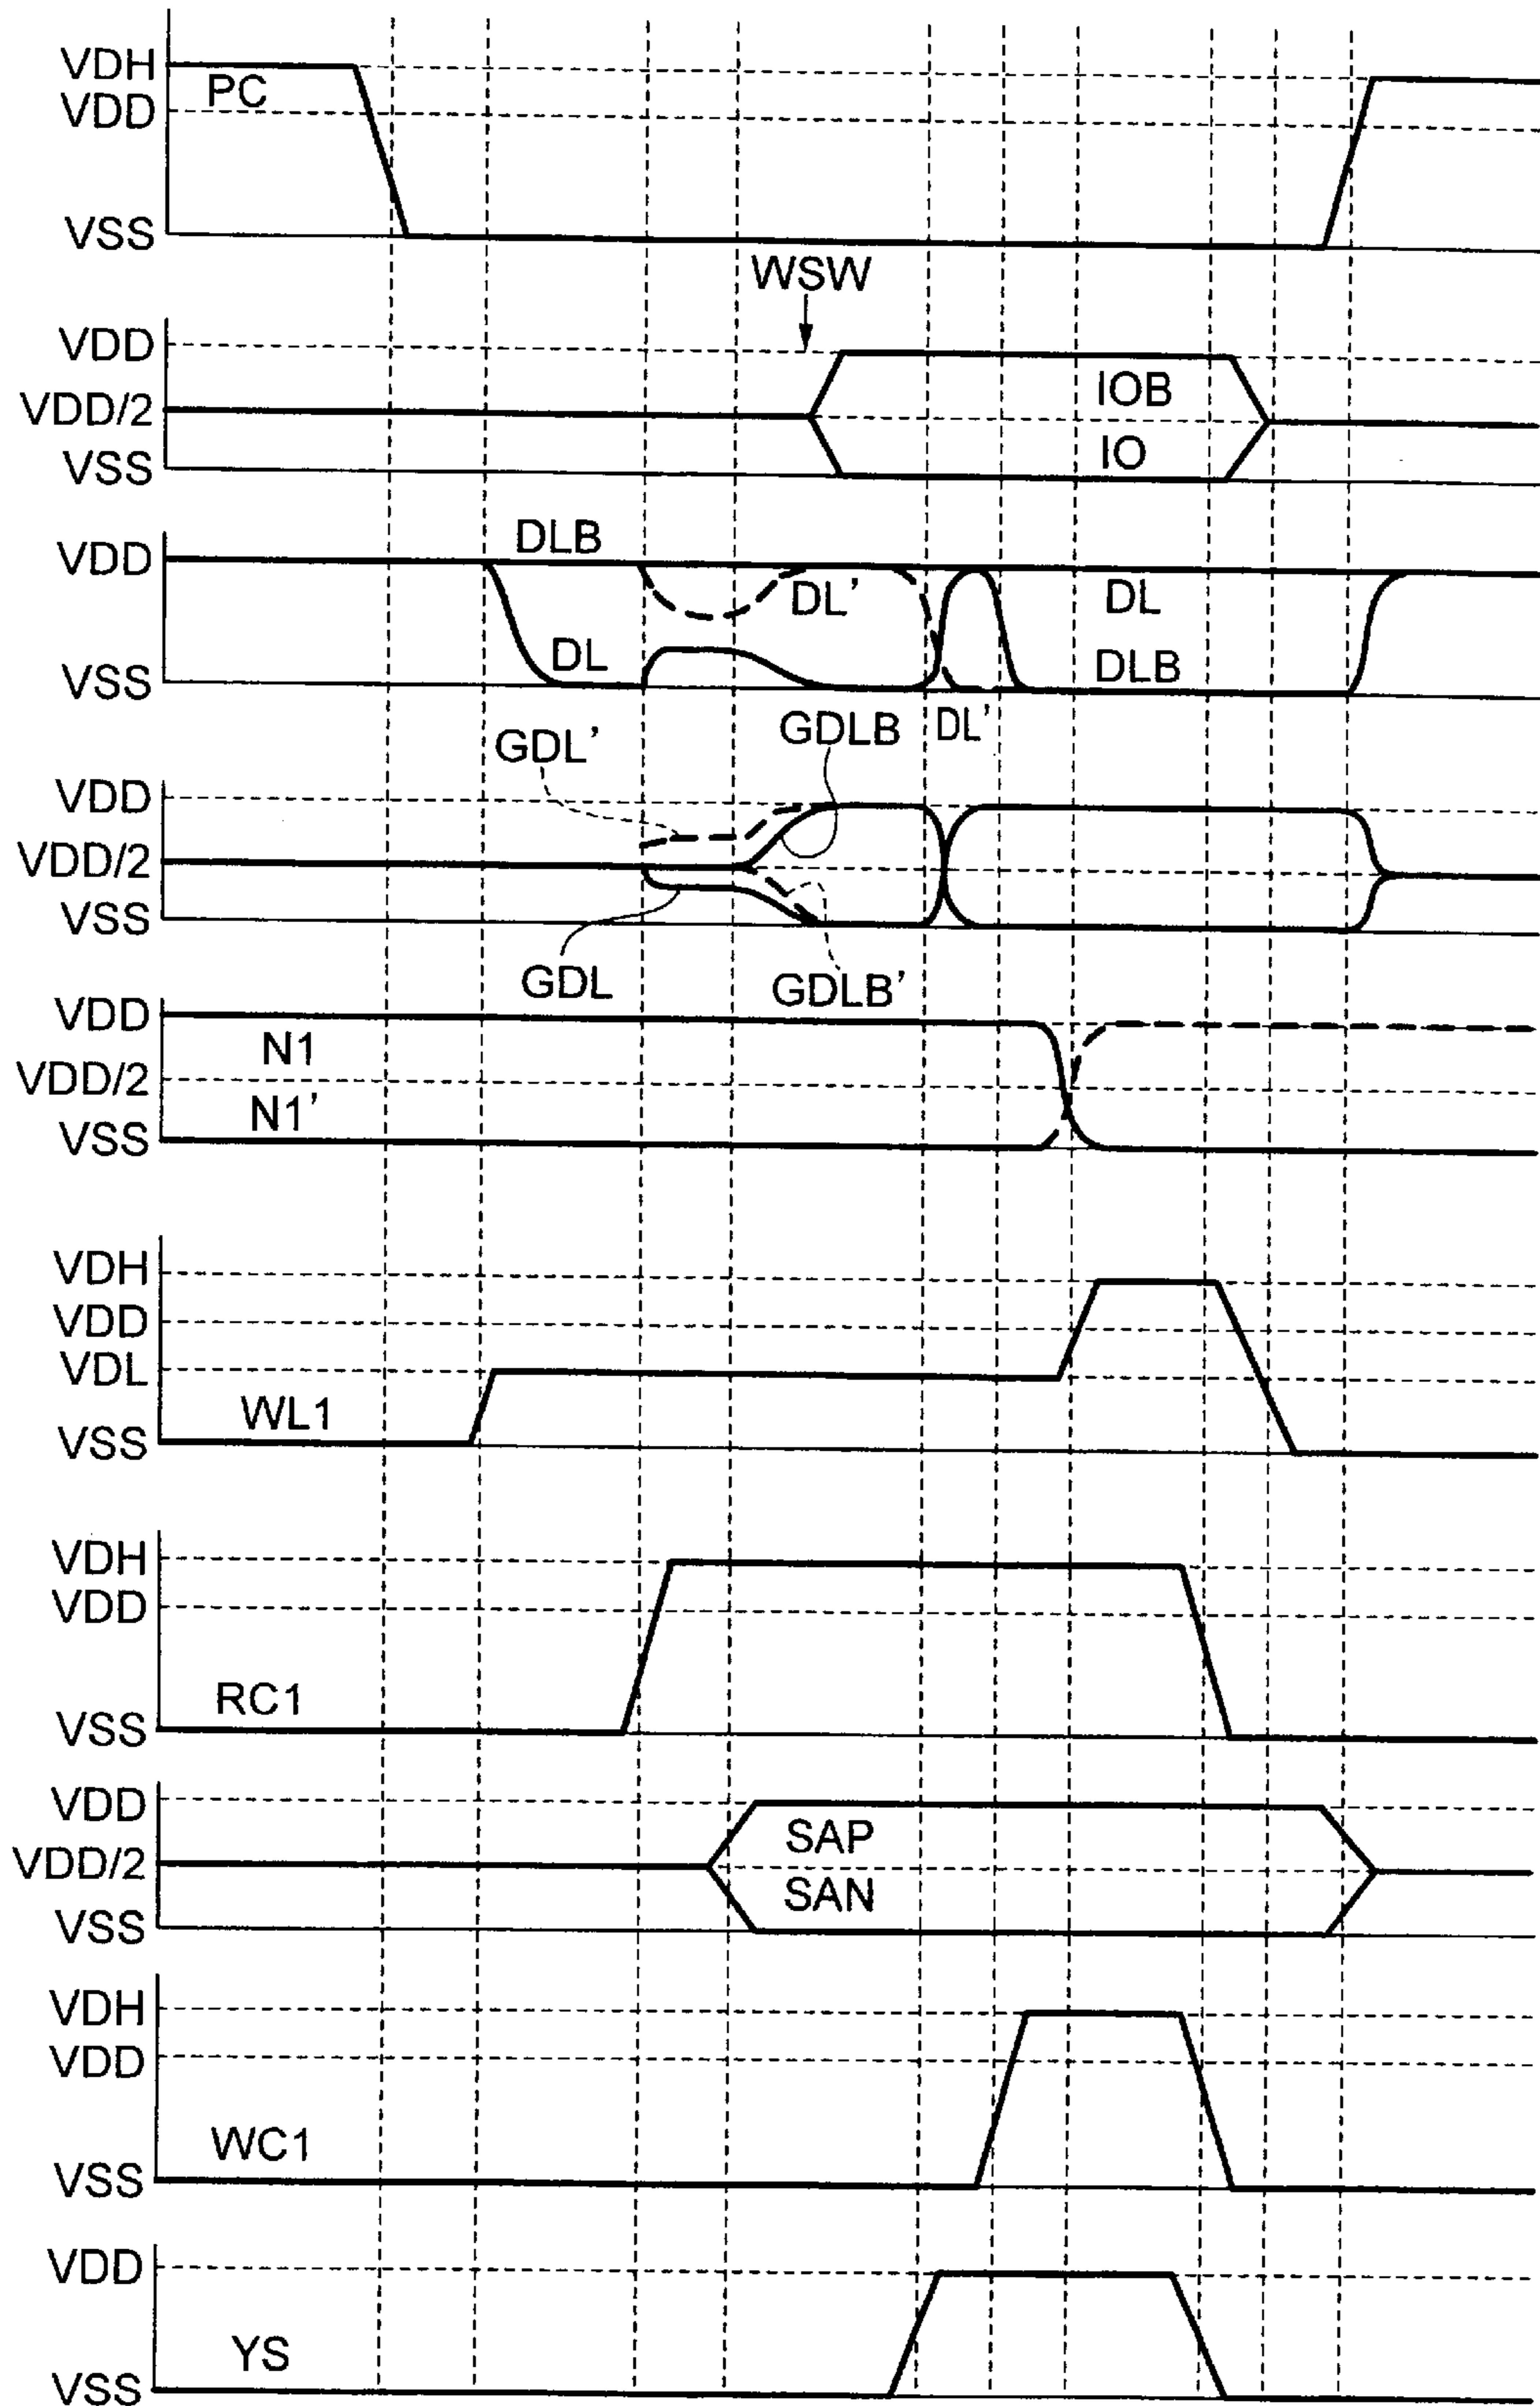 VDH
PC
VDD
VSS
WSW
VDD
IOB
VDD/2
IO
VSS
DLB
VDD
DL'
DL
DL
DLB
VSS
DL'
GDL'
GDLB
VDD
VDD/2
VSS
GDL
GDLB'
VDD
N1
VDD/2
N1'
VSS
VDH
VDD
VDL
WL1
VSS
VDH
VDD
RC1
VSS
VDD
SAP
VDD/2
SAN
VSS
VDH
VDD
WC1
VSS
VDD
YS
VSS